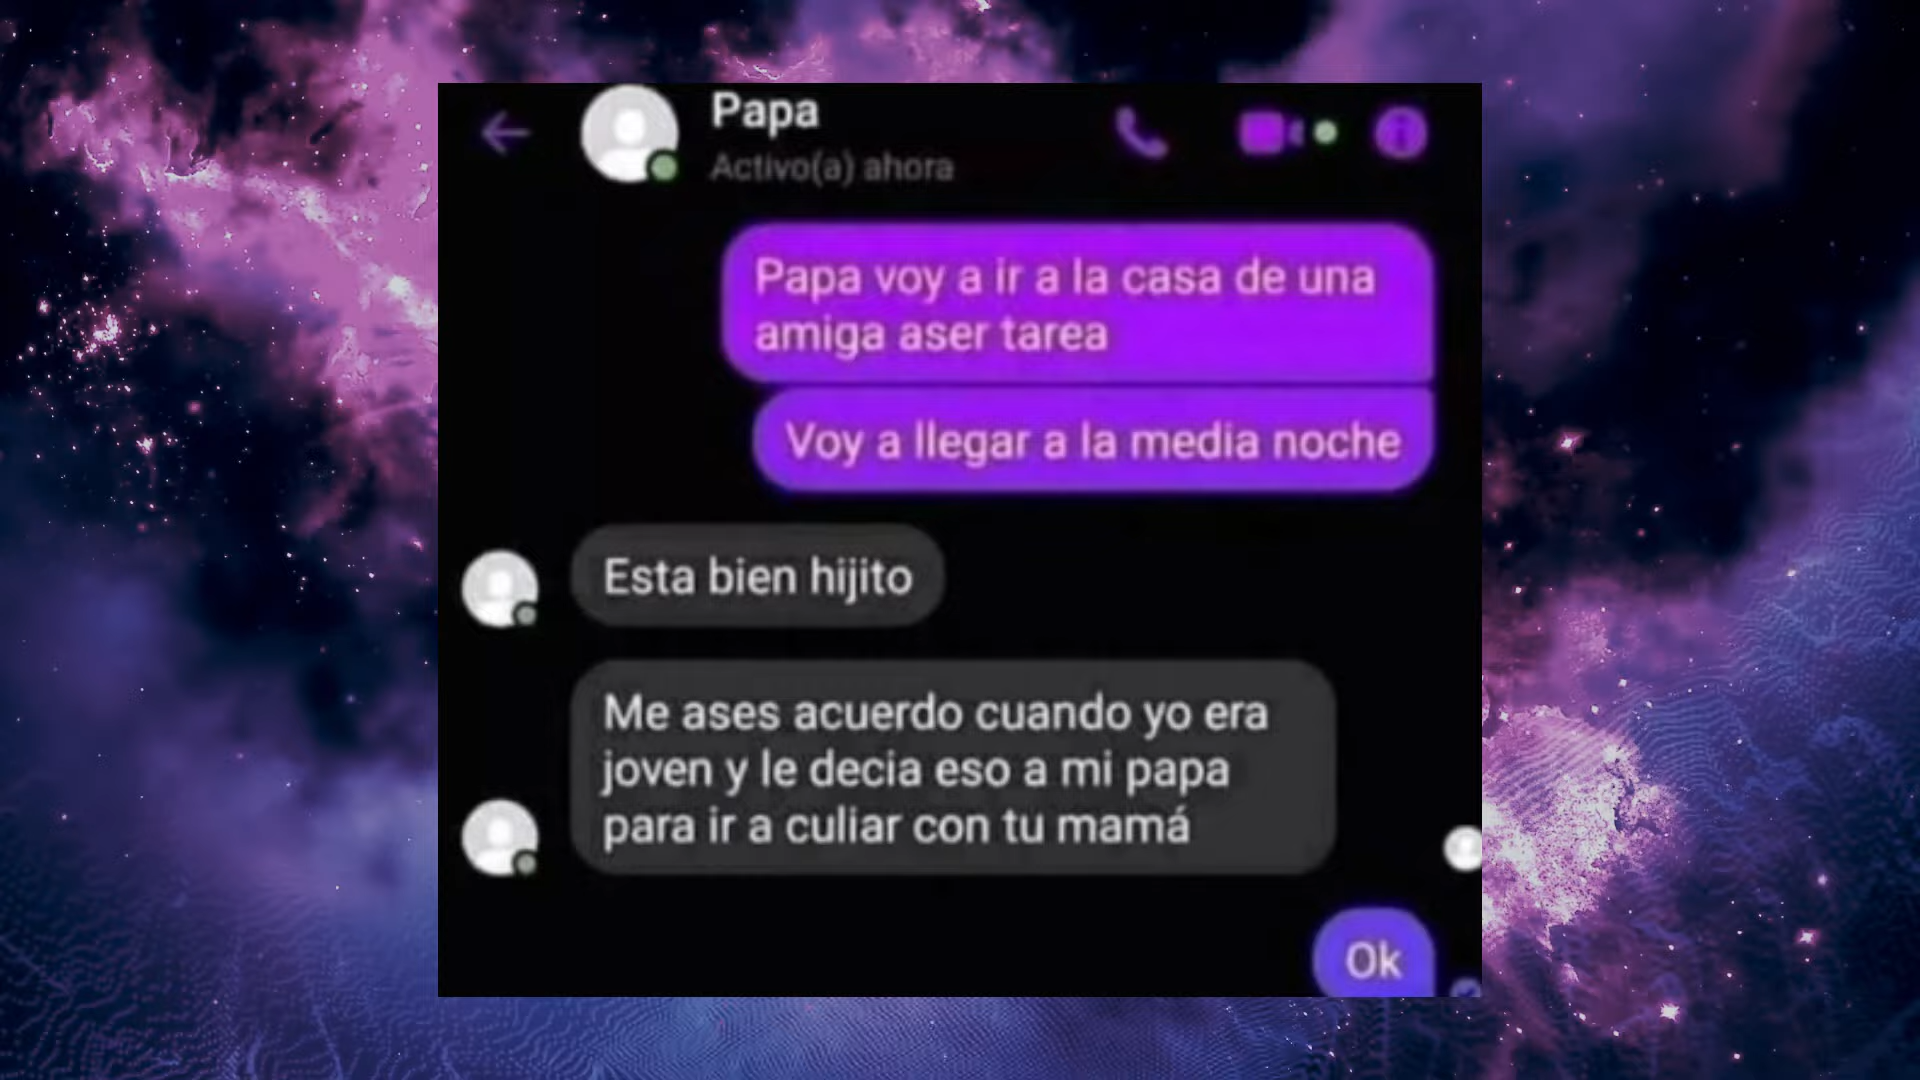 Papa
Activo(a) ahora
Papa voy a ir a la casa de una
amiga aser tarea
Voy a llegar a la media noche
Esta bien hijito
Me ases acuerdo cuando yo era
joven y le decia eso a mi papa
para ir a culiar con tu mamá
Ok